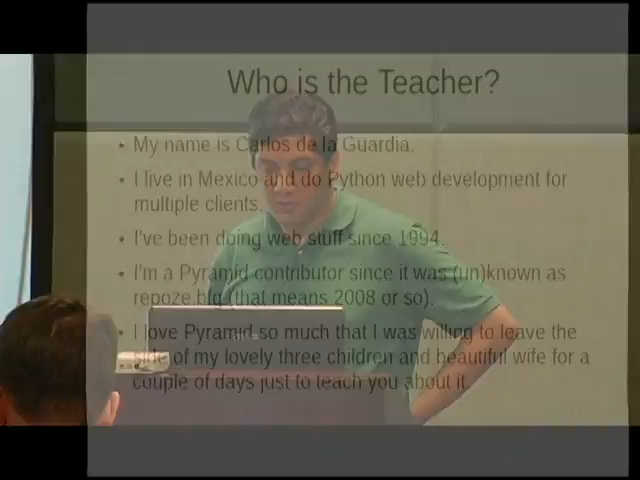 Who is the Teacher?
• My name is Carlos de la Guardia.
• I live in Mexico and do Python web development for
multiple clients.
• I've been doing web stuff since 1994.
• I'm a Pyramid contributor since it was (un)known as
repoze.bfg (that means 2008 or so).
• I love Pyramid so much that I was willing to leave the
side of my lovely three children and beautiful wife for a
couple of days just to teach you about it.